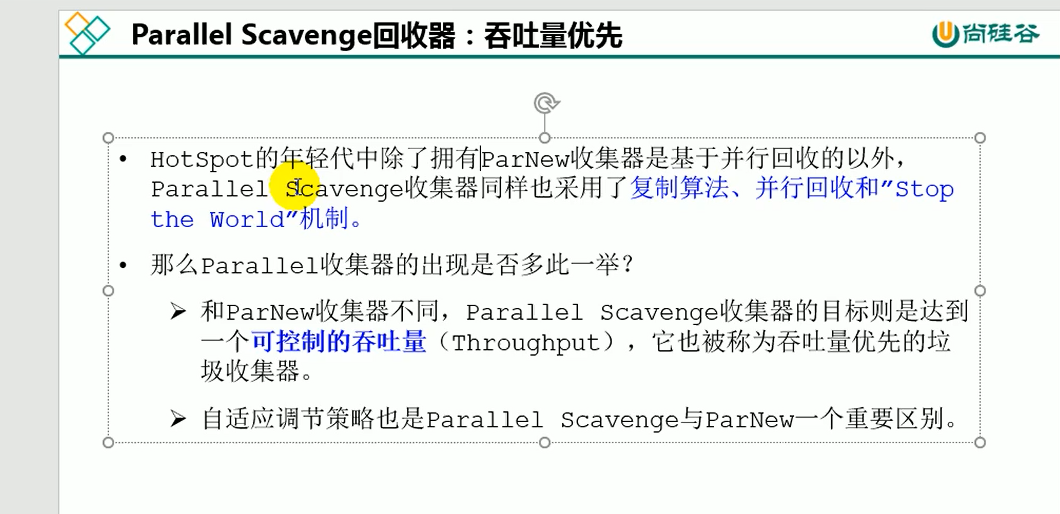 Parallel Scavenge回收器：吞吐量优先
尚硅谷
• HotSpot的年轻代中除了拥有ParNew收集器是基于并行回收的以外，
Parallel Scavenge收集器同样也采用了复制算法、并行回收和"Stop
the World"机制。
• 那么Parallel收集器的出现是否多此一举？
➢ 和ParNew收集器不同，Parallel Scavenge收集器的目标则是达到
一个可控制的吞吐量（Throughput），它也被称为吞吐量优先的垃
圾收集器。
➢ 自适应调节策略也是Parallel Scavenge与ParNew一个重要区别。